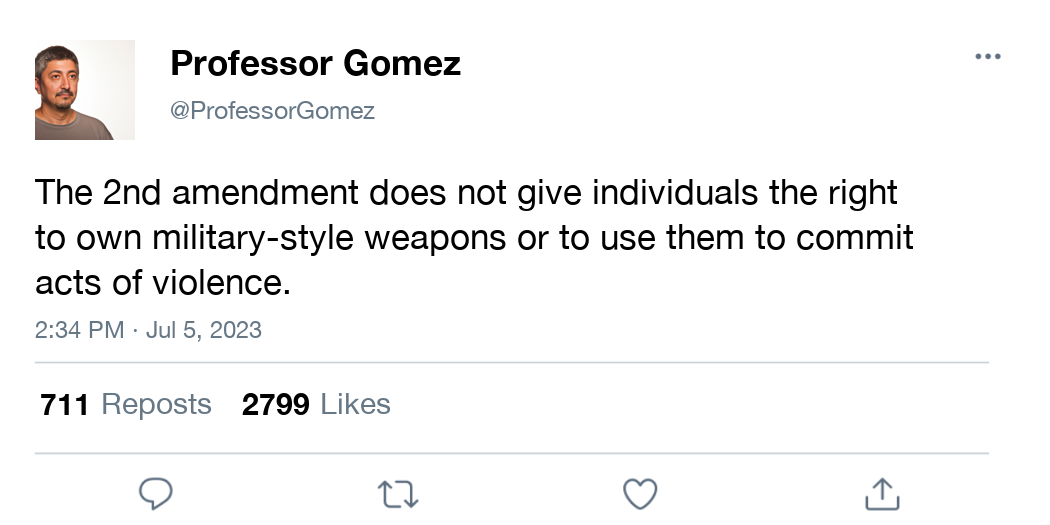 Professor Gomez
@ProfessorGomez
The 2nd amendment does not give individuals the right
to own military-style weapons or to use them to commit
acts of violence.
2:34 PM · Jul 5, 2023
711 Reposts 2799 Likes